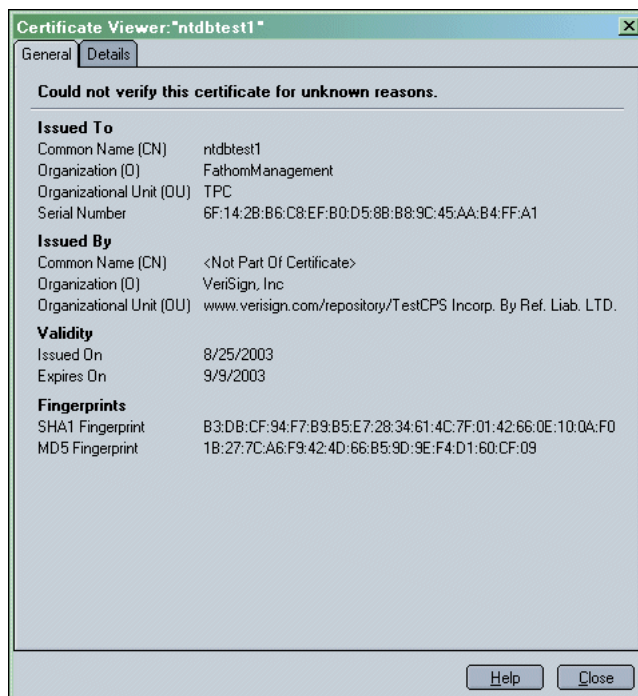 Certificate Viewer:"ntdbtest1"
General Details
Could not verify this certificate for unknown reasons.
Issued To
Common Name (CN) ntdbtest1
Organization (O) FathomManagement
Organizational Unit (OU) TPC
Serial Number 6F:14:2B:B6:C8:EF:B0:D5:8B:B8:9C:45:AA:B4:FF:A1
Issued By
Common Name (CN) <Not Part Of Certificate>
Organization (O) VeriSign, Inc
Organizational Unit (OU) www.verisign.com/repository/TestCPS Incorp. By Ref. Liab. LTD.
Validity
Issued On 8/25/2003
Expires On 9/9/2003
Fingerprints
SHA1 Fingerprint B3:DB:CF:94:F7:B9:B5:E7:28:34:61:4C:7F:01:42:66:0E:10:0A:F0
MD5 Fingerprint 1B:27:7C:A6:F9:42:4D:66:B5:9D:9E:F4:D1:60:CF:09
Help Close